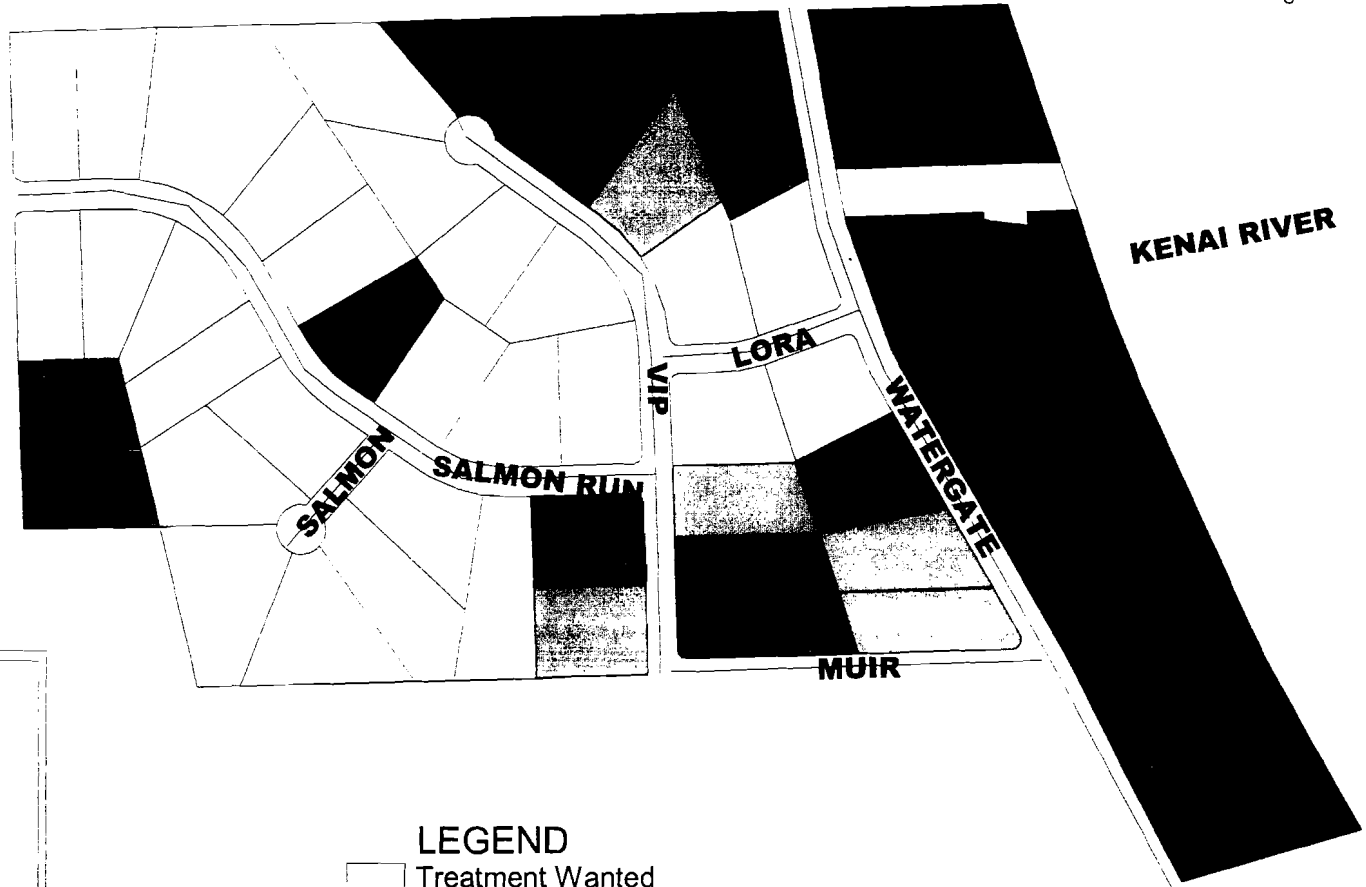 KENAI RIVER
LORA
VIP
WATERGATE
SALMON
SALMON RUN
MUIR
LEGEND
Treatment Wanted